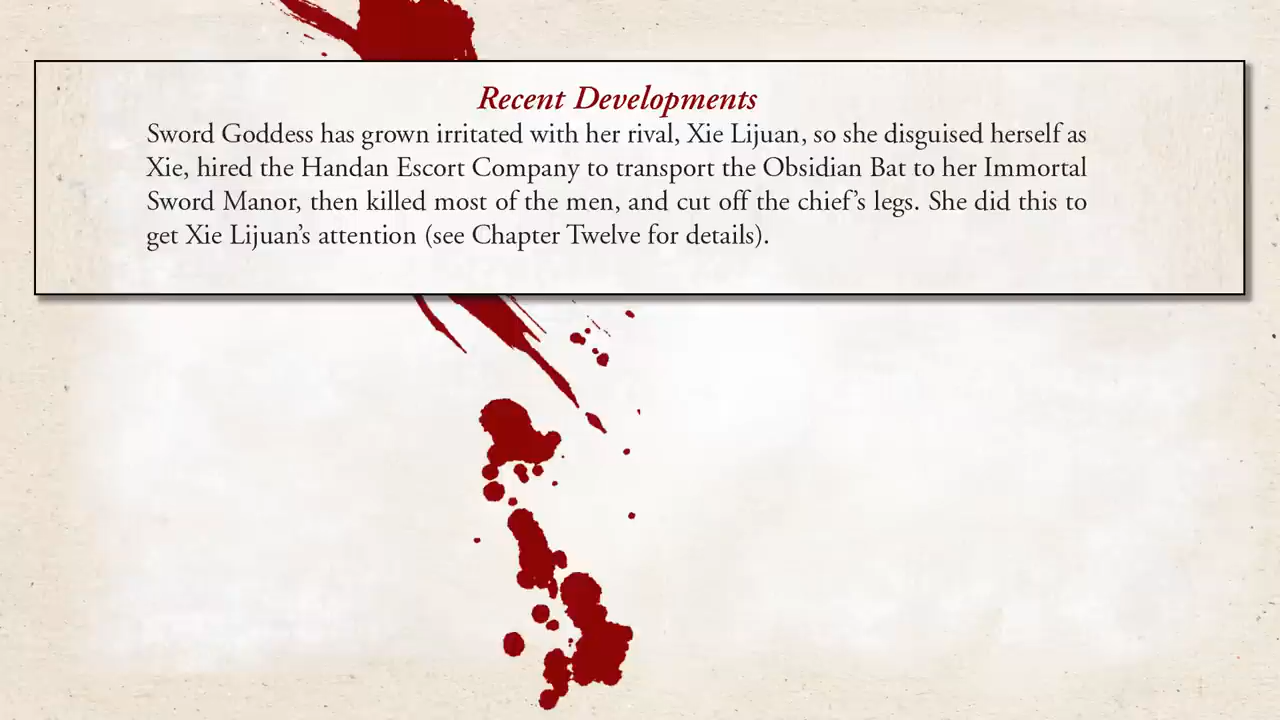 Recent Developments
Sword Goddess has grown irritated with her rival, Xie Lijuan, so she disguised herself as
Xie, hired the Handan Escort Company to transport the Obsidian Bat to her Immortal
Sword Manor, then killed most of the men, and cut off the chief’s legs. She did this to
get Xie Lijuan’s attention (see Chapter Twelve for details).